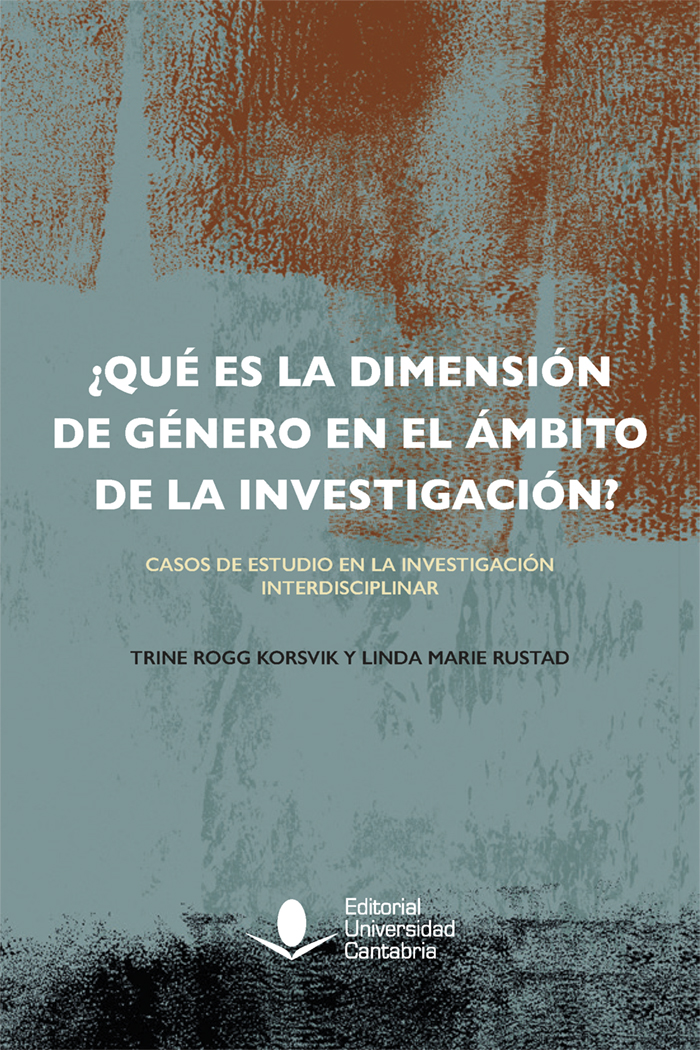 ¿QUÉ ES LA DIMENSIÓN
DE GÉNERO EN EL ÁMBITO
DE LA INVESTIGACIÓN?
CASOS DE ESTUDIO EN LA INVESTIGACIÓN
INTERDISCIPLINAR
TRINE ROGG KORSVIK Y LINDA MARIE RUSTAD
Editorial
Universidad
Cantabria